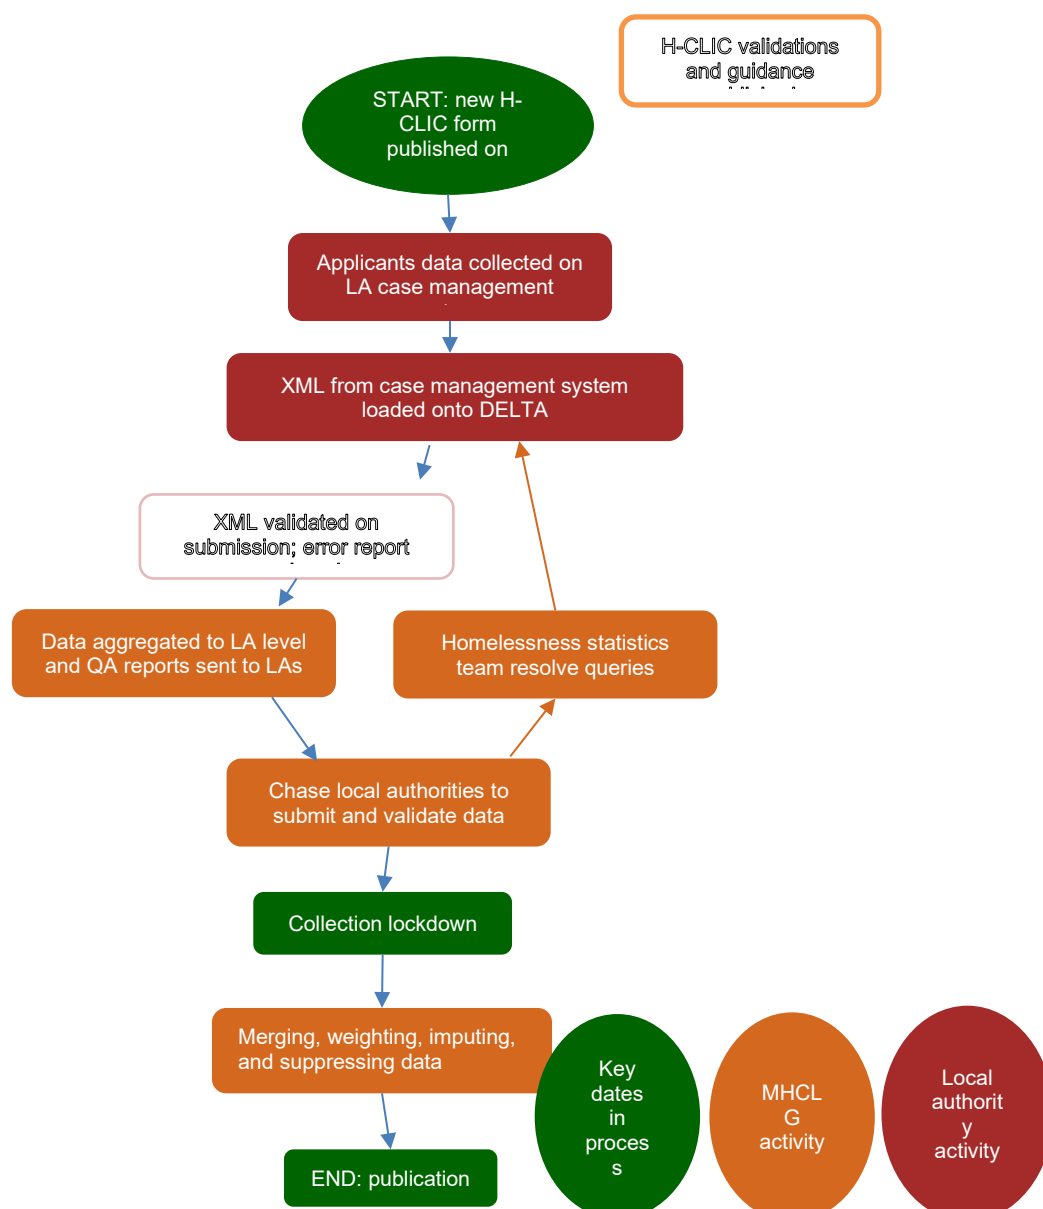 H-CLIC validations
and guidance
START: new H-
CLIC form
published on
Applicants data collected on
LA case management
XML from case management system
loaded onto DELTA
XML validated on
submission; error report
Data aggregated to LA level
and QA reports sent to LAs
Homelessness statistics
team resolve queries
Chase local authorities to
submit and validate data
Collection lockdown
Merging, weighting, imputing,
and suppressing data
END: publication
Key
dates
in
proces
s
MHCL
G
activity
Local
authorit
y
activity